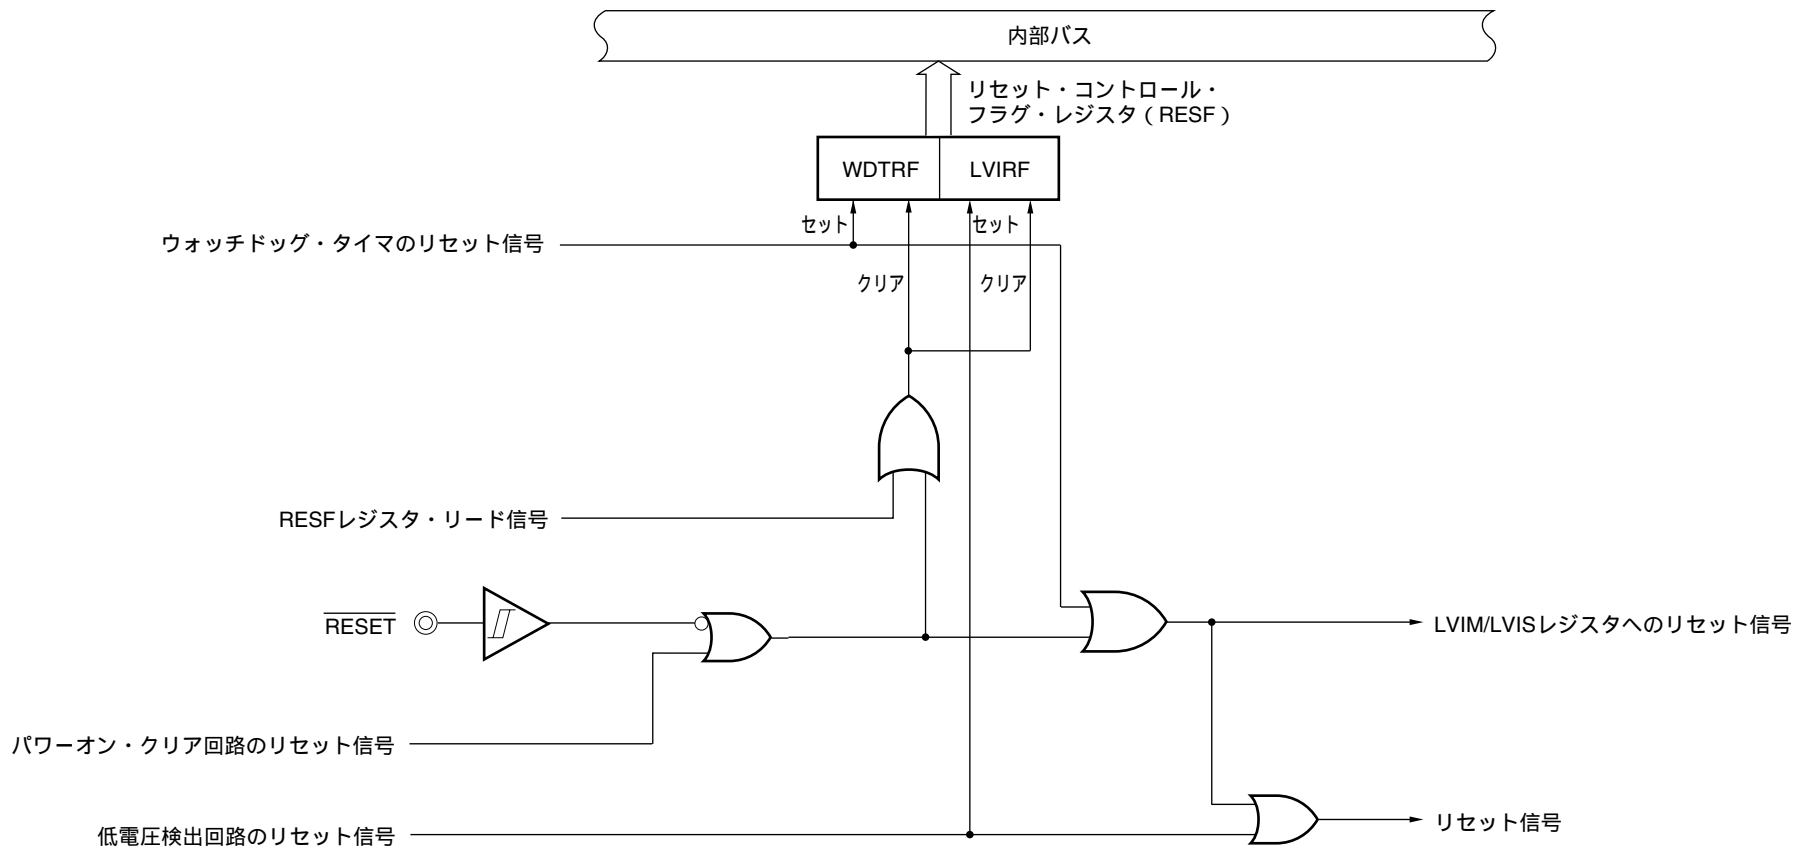 内部バス
リセット・コントロール・
フラグ・レジスタ（RESF）
WDTRF
LVIRF
セット
セット
ウォッチドッグ・タイマのリセット信号
クリア
クリア
RESFレジスタ・リード信号
RESET
LVIM/LVISレジスタへのリセット信号
パワーオン・クリア回路のリセット信号
低電圧検出回路のリセット信号
リセット信号